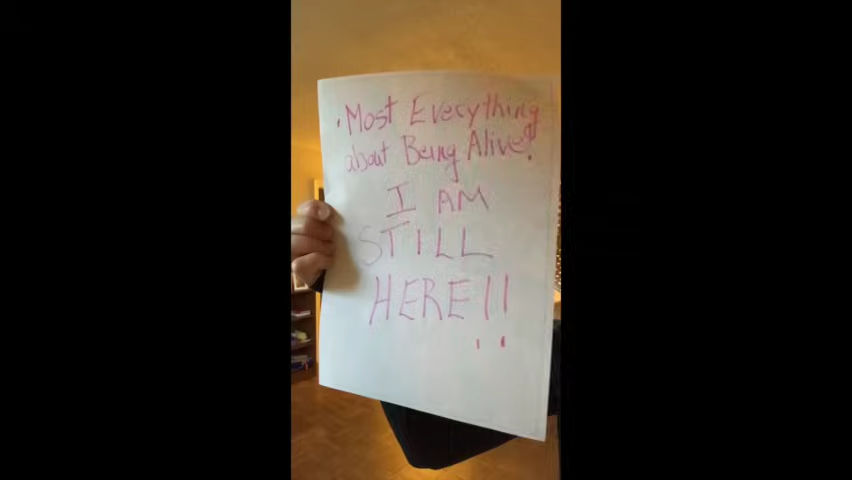 ·Most Everything
about Being Alive!
I AM
STILL
HERE!!